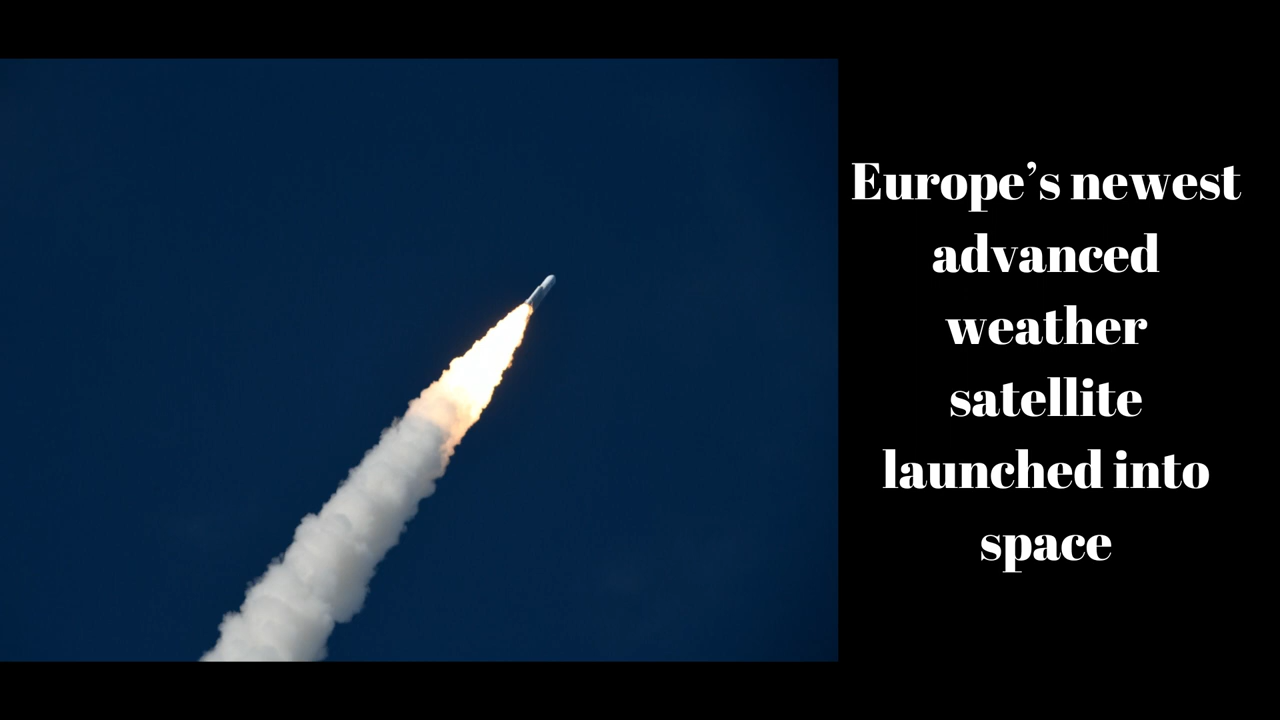 Europe’s newest
advanced
weather
satellite
launched into
space